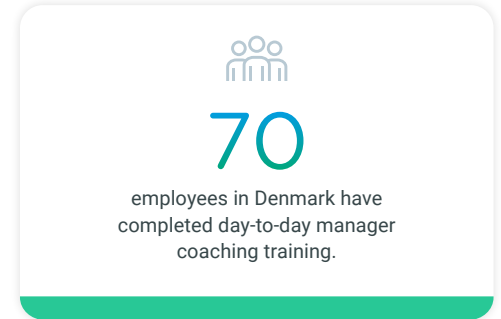 70
employees in Denmark have
completed day-to-day manager
coaching training.